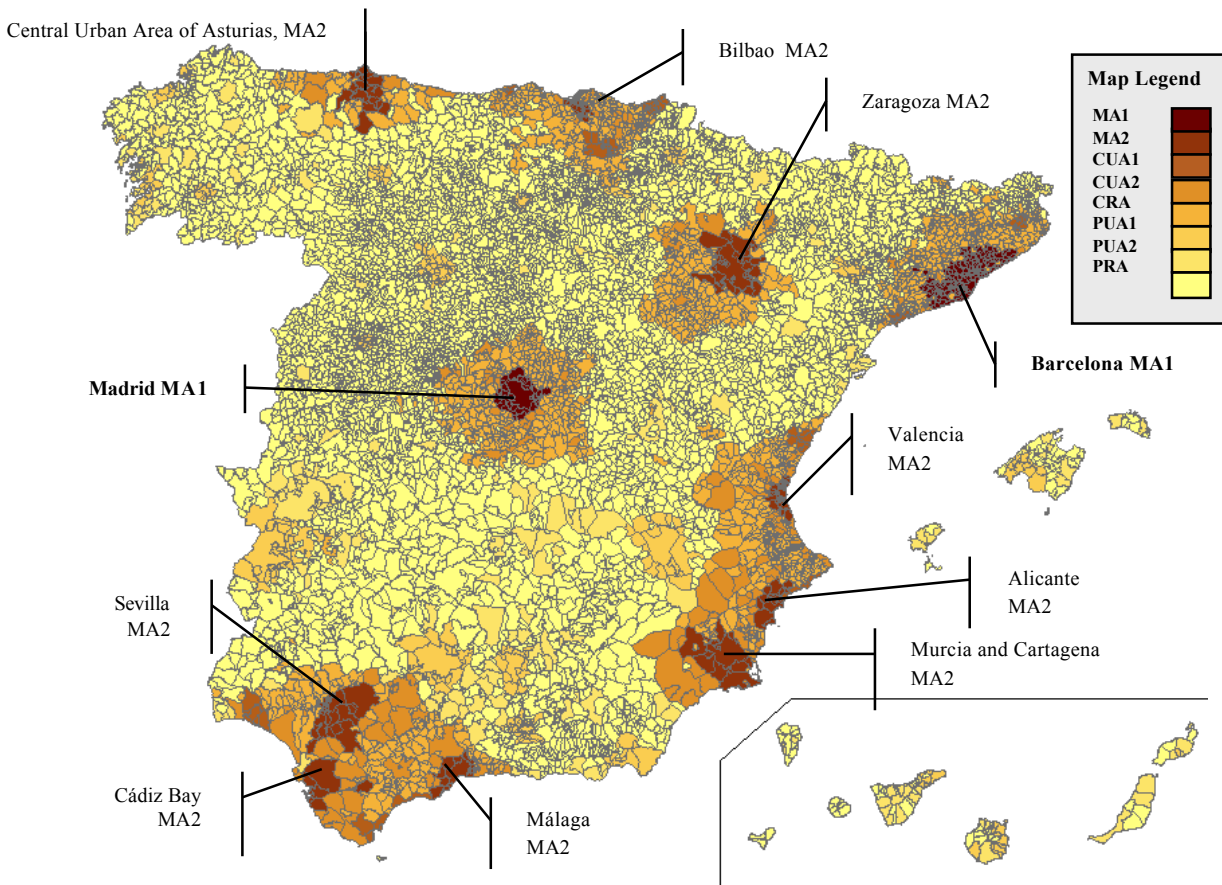 Central Urban Area of Asturias, MA2
Bilbao MA2
Zaragoza MA2
Map Legend
MA1
MA2
CUA1
CUA2
CRA
PUA1
PUA2
PRA
Madrid MA1
Barcelona MA1
Valencia
MA2
Alicante
MA2
Sevilla
MA2
Murcia and Cartagena
MA2
Cádiz Bay
MA2
Málaga
MA2